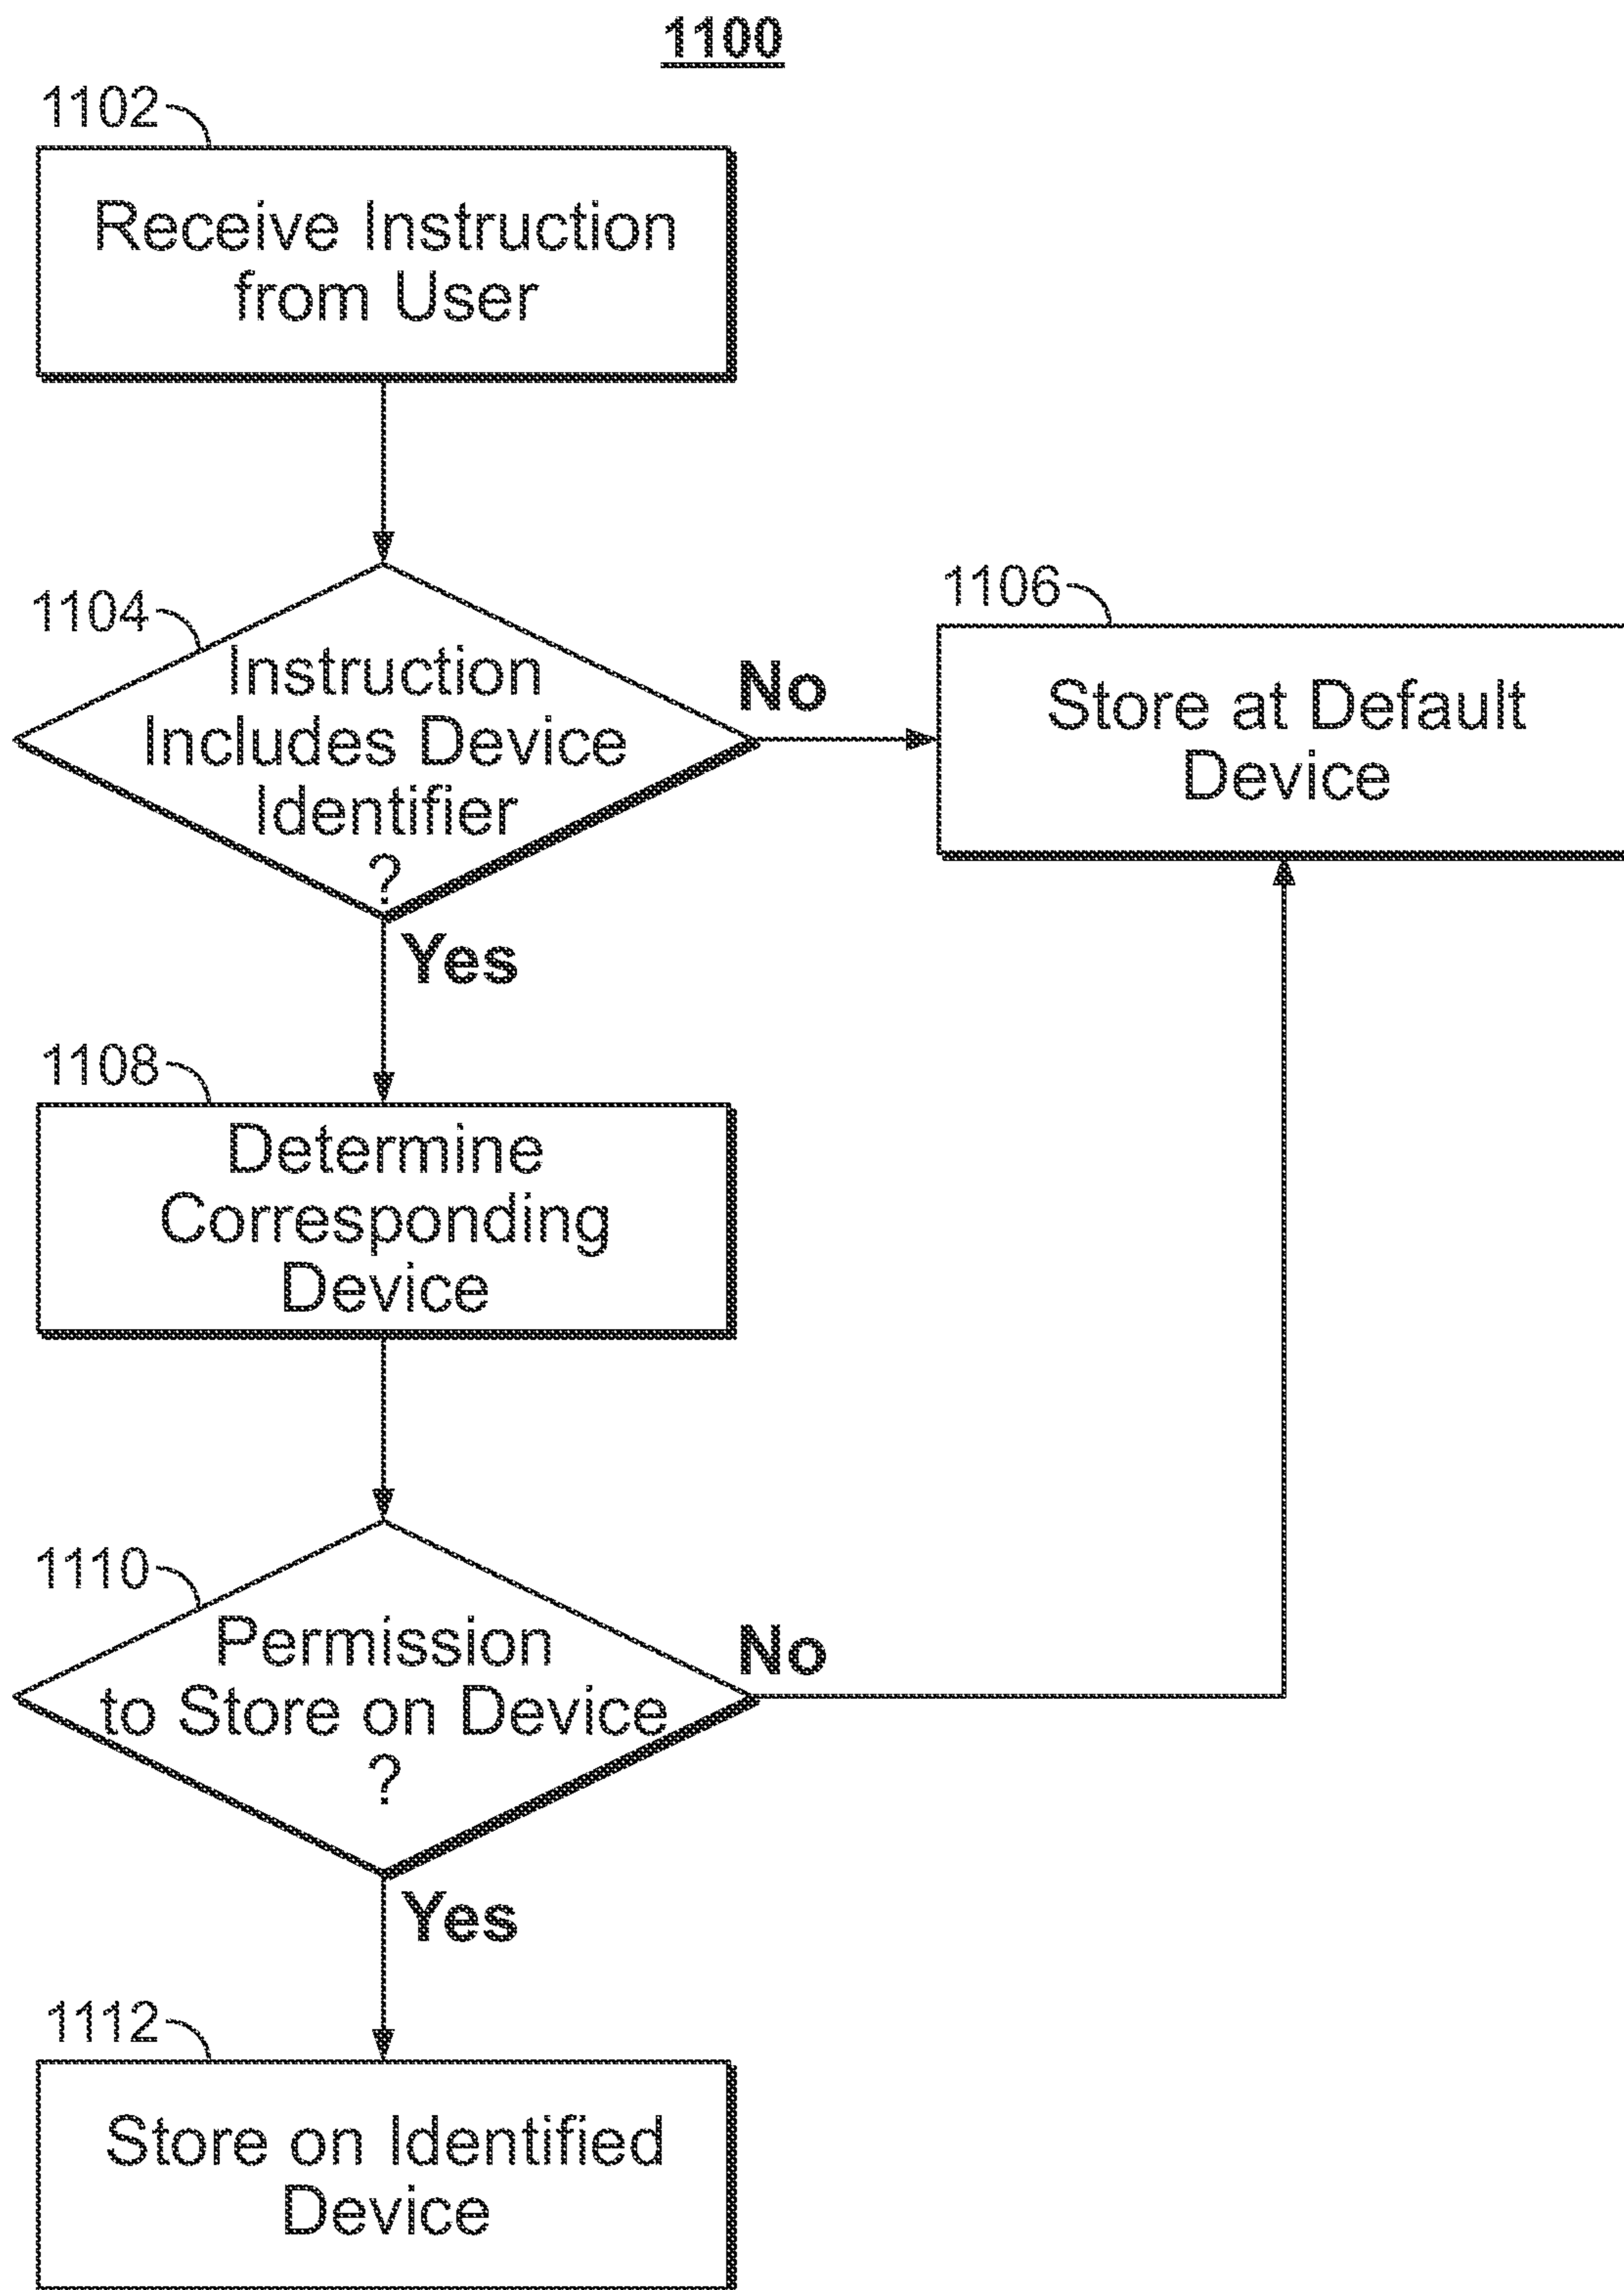 1100
1102
Receive Instruction
from User
1104
Instruction
Includes Device
Identifier
?
No
Yes
1106
Store at Default
Device
1108
Determine
Corresponding
Device
1110
Permission
to Store on Device
?
No
Yes
1112
Store on Identified
Device